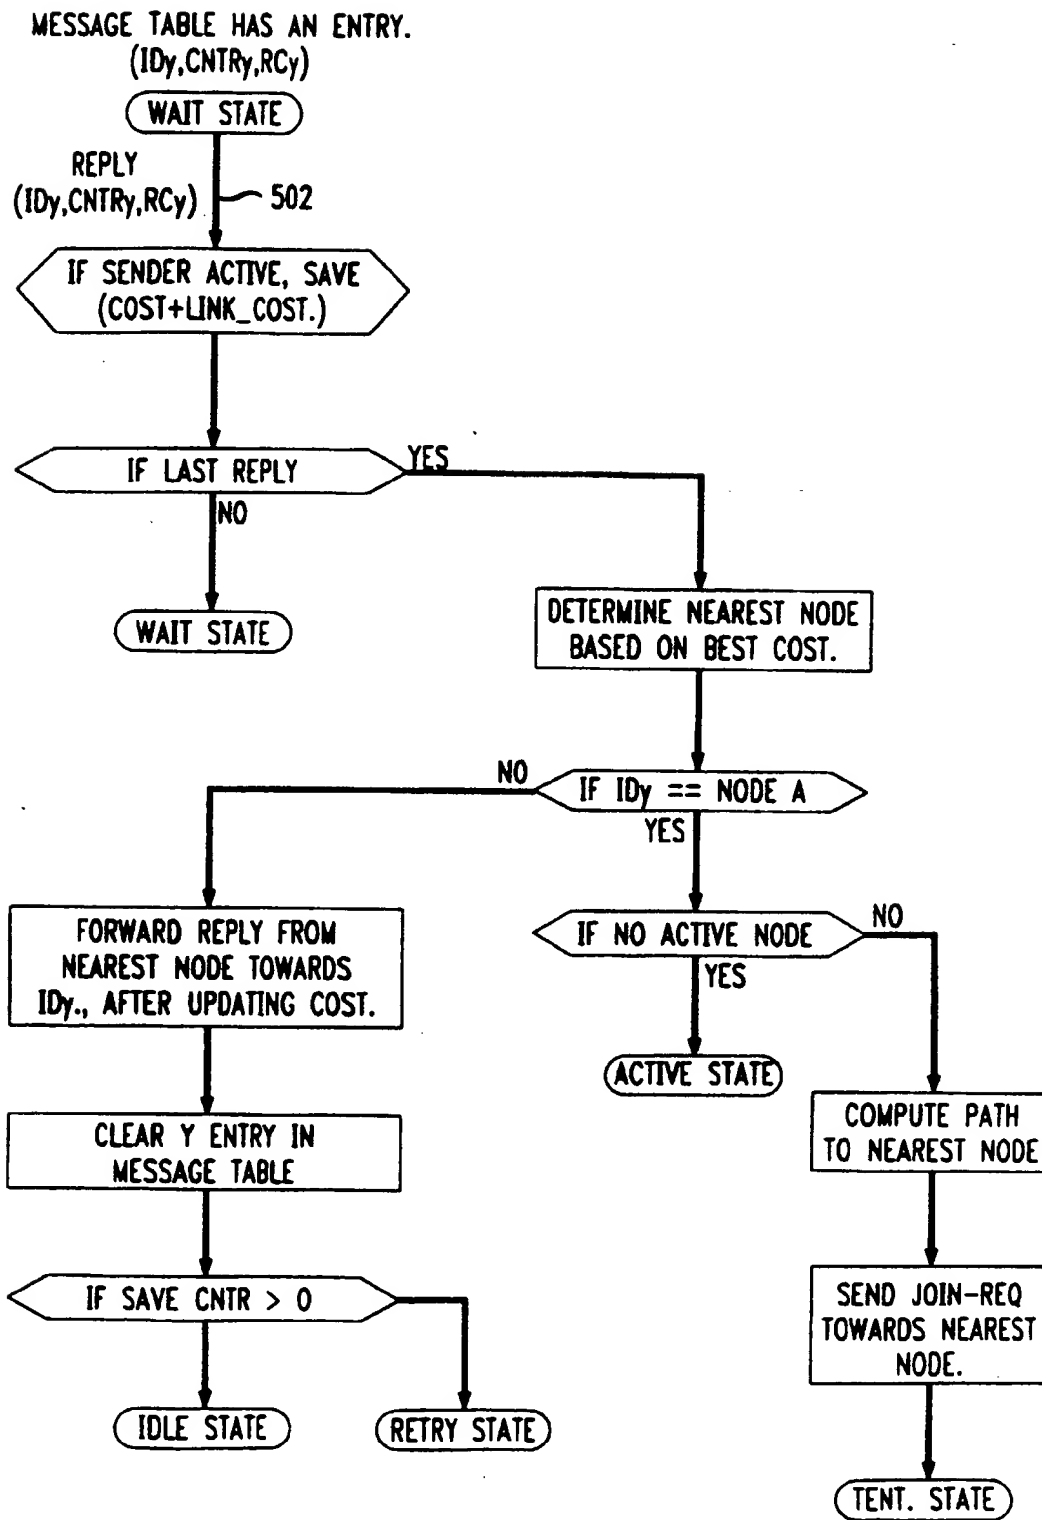 MESSAGE TABLE HAS AN ENTRY.
(IDy,CNTRy,RCy)
WAIT STATE
REPLY
(IDy,CNTRy,RCy)
502
IF SENDER ACTIVE, SAVE
(COST+LINK_COST.)
IF LAST REPLY
YES
NO
WAIT STATE
DETERMINE NEAREST NODE
BASED ON BEST COST.
IF IDy == NODE A
NO
YES
FORWARD REPLY FROM
NEAREST NODE TOWARDS
IDy., AFTER UPDATING COST.
IF NO ACTIVE NODE
NO
YES
ACTIVE STATE
CLEAR Y ENTRY IN
MESSAGE TABLE
COMPUTE PATH
TO NEAREST NODE
IF SAVE CNTR > 0
SEND JOIN-REQ
TOWARDS NEAREST
NODE.
IDLE STATE
RETRY STATE
TENT. STATE